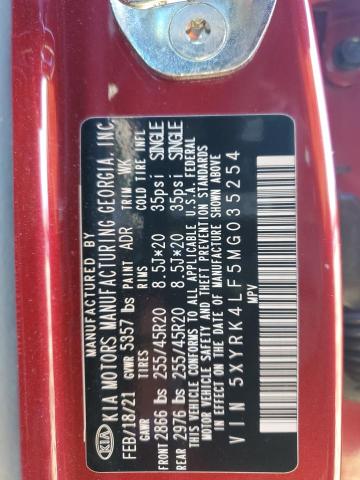 MANUFACTURED BY
KIA KIA MOTORS MANUFACTURING GEORGIA, INC.
FEB/18/21 GVWR 5357 lbs PAINT ADR TRIM WK
GAWR TIRES RIMS COLD TIRE INFL
FRONT 2866 lbs 255/45R20 8.5J*20 35psi SINGLE
REAR 2976 lbs 255/45R20 8.5J*20 35psi SINGLE
THIS VEHICLE CONFORMS TO ALL APPLICABLE U.S.A. FEDERAL
MOTOR VEHICLE SAFETY AND THEFT PREVENTION STANDARDS
IN EFFECT ON THE DATE OF MANUFACTURE SHOWN ABOVE
VIN 5XYRK4LF5MG035254
MPV